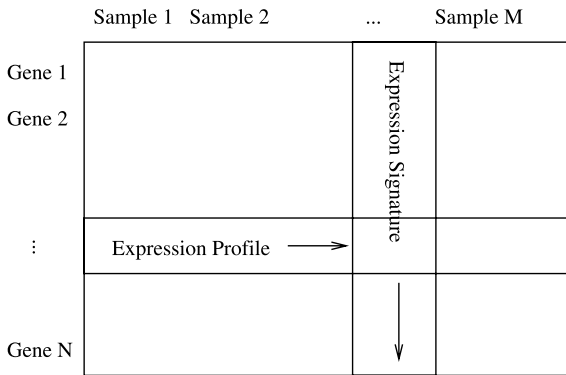 Sample 1 Sample 2 ... Sample M
Gene 1
Gene 2
Expression Signature
...
Expression Profile
Gene N